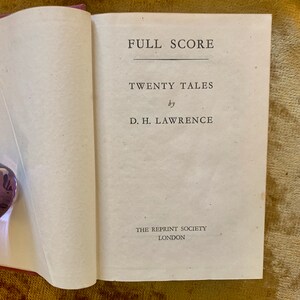 FULL SCORE
TWENTY TALES
by
D. H. LAWRENCE
THE REPRINT SOCIETY
LONDON